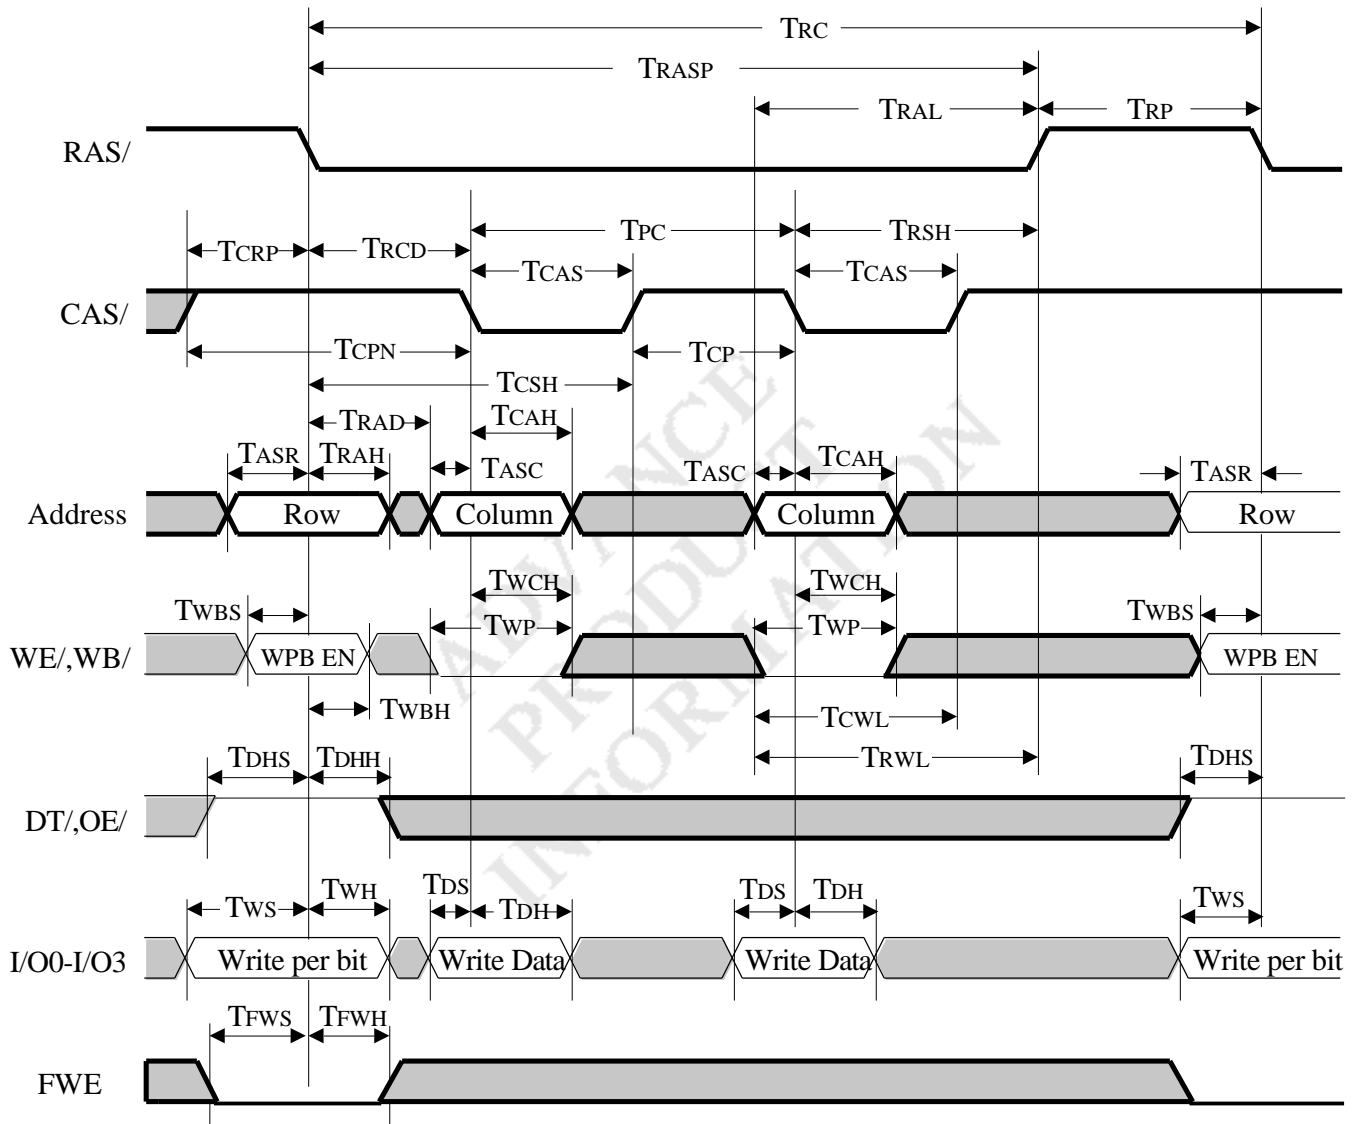 TRC
TRASP
TRAL TRP
RAS/
TPC TRSH
TCRP TRCD
TCAS TCAS
CAS/
TCPN TCP
TCSH
TRAD TCAH
TASR TRAH TASC TASC TCAH TASR
Address Row Column Column Row
TWCH TWCH
TWBS TWP TWP TWBS
WE/,WB/ WPB EN WPB EN
TWBH TCWL
TRWL
TDHS TDHH TDHS
DT/,OE/
TWS TWH TDS TDH TDS TDH TWS
I/O0-I/O3 Write per bit Write Data Write Data Write per bit
TFWS TFWH
FWE
ADVANCE
PRODUCT
INFORMATION